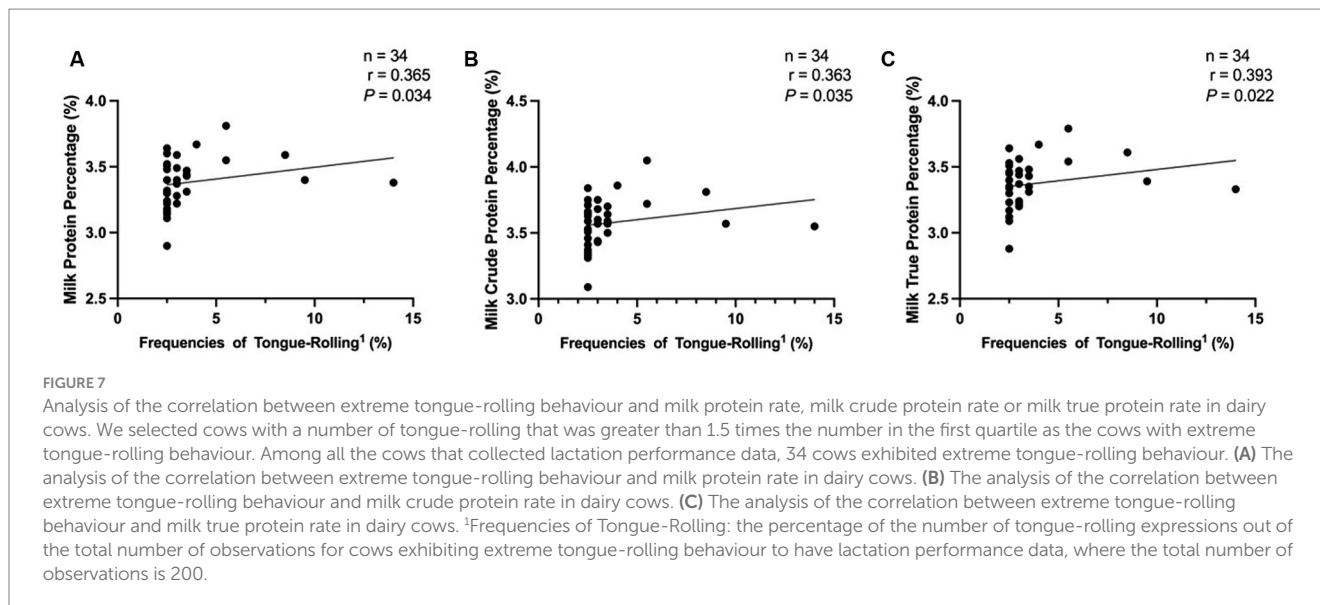 A
n = 34
r = 0.365
P = 0.034
Milk Protein Percentage (%)
4.0
3.5
3.0
2.5
0
5
10
15
Frequencies of Tongue-Rolling¹ (%)
B
n = 34
r = 0.363
P = 0.035
Milk Crude Protein Percentage (%)
4.5
4.0
3.5
3.0
0
5
10
15
Frequencies of Tongue-Rolling¹ (%)
C
n = 34
r = 0.393
P = 0.022
Milk True Protein Percentage (%)
4.0
3.5
3.0
2.5
0
5
10
15
Frequencies of Tongue-Rolling¹ (%)
FIGURE 7
Analysis of the correlation between extreme tongue-rolling behaviour and milk protein rate, milk crude protein rate or milk true protein rate in dairy
cows. We selected cows with a number of tongue-rolling that was greater than 1.5 times the number in the first quartile as the cows with extreme
tongue-rolling behaviour. Among all the cows that collected lactation performance data, 34 cows exhibited extreme tongue-rolling behaviour. (A) The
analysis of the correlation between extreme tongue-rolling behaviour and milk protein rate in dairy cows. (B) The analysis of the correlation between
extreme tongue-rolling behaviour and milk crude protein rate in dairy cows. (C) The analysis of the correlation between extreme tongue-rolling
behaviour and milk true protein rate in dairy cows. ¹Frequencies of Tongue-Rolling: the percentage of the number of tongue-rolling expressions out of
the total number of observations for cows exhibiting extreme tongue-rolling behaviour to have lactation performance data, where the total number of
observations is 200.